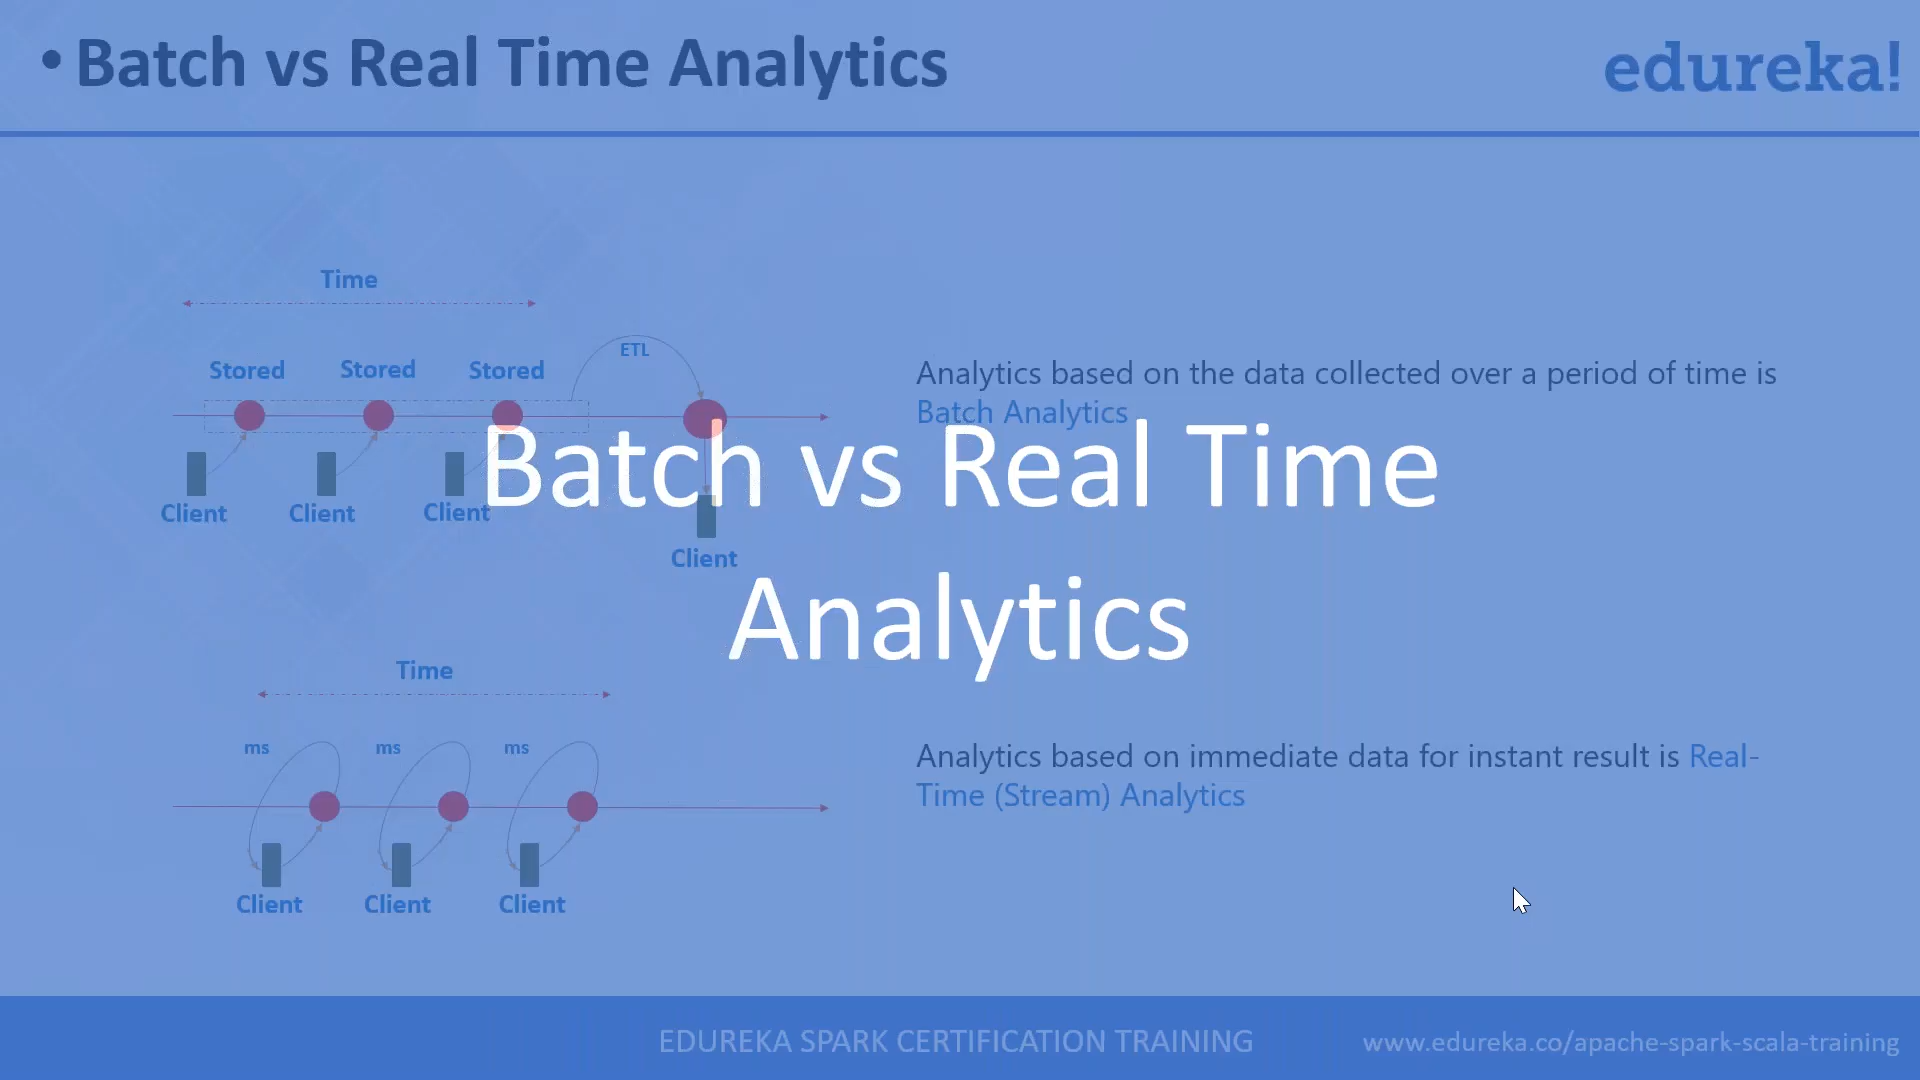 • Batch vs Real Time Analytics
edureka!
Time
Stored Stored Stored
ETL
Client Client Client
Client
Analytics based on the data collected over a period of time is
Batch Analytics
Batch vs Real Time
Analytics
Time
ms ms ms
Client Client Client
Analytics based on immediate data for instant result is Real-
Time (Stream) Analytics
EDUREKA SPARK CERTIFICATION TRAINING
www.edureka.co/apache-spark-scala-training